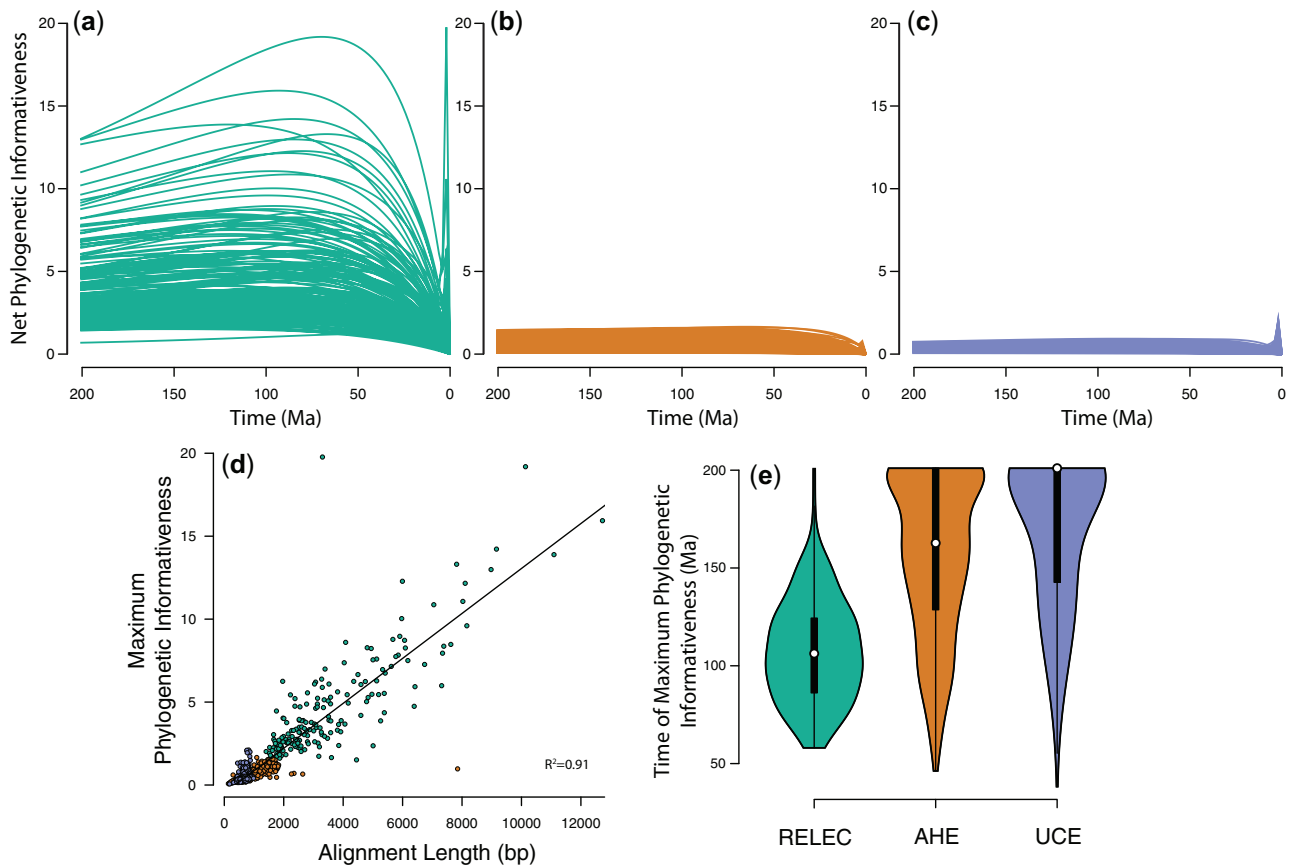 (a)
(b)
(c)
Net Phylogenetic Informativeness
20
15
10
5
0
20
15
10
5
0
20
15
10
5
0
200
150
100
50
0
200
150
100
50
0
200
150
100
50
0
Time (Ma)
Time (Ma)
Time (Ma)
(d)
Maximum
Phylogenetic Informativeness
20
15
10
5
0
R²=0.91
0
2000
4000
6000
8000
10000
12000
Alignment Length (bp)
(e)
Time of Maximum Phylogenetic
Informativeness (Ma)
200
150
100
50
RELEC
AHE
UCE